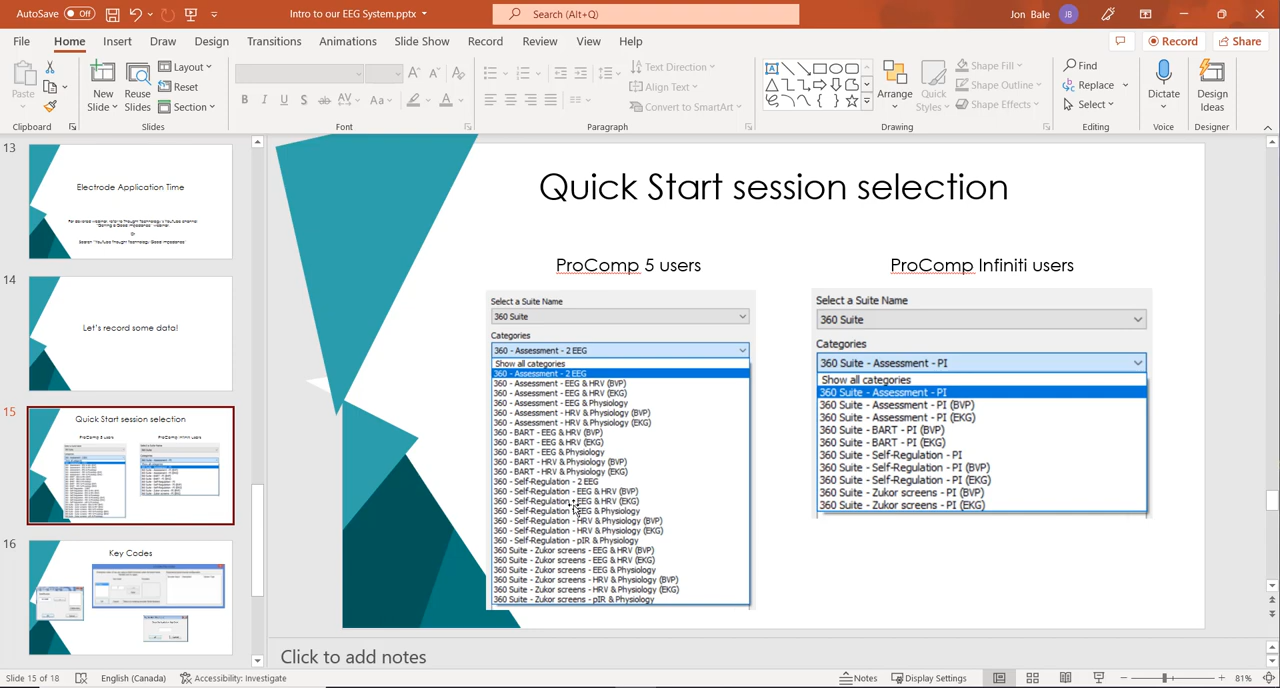 AutoSave Off
Intro to our EEG System.pptx
Search (Alt+Q)
Jon Bale JB
File Home Insert Draw Design Transitions Animations Slide Show Record Review View Help
Record Share
Paste
New Slide
Reuse Slides
Layout
Reset
Section
Text Direction
Align Text
Convert to SmartArt
Arrange
Quick Styles
Shape Fill
Shape Outline
Shape Effects
Find
Replace
Select
Dictate
Design Ideas
Clipboard Slides Font Paragraph Drawing Editing Voice Designer
13
Electrode Application Time
14
Let's record some data!
15
Quick Start session selection
ProComp 5 users ProComp Infiniti users
16
Key Codes
Quick Start session selection
ProComp 5 users
Select a Suite Name
360 Suite
Categories
360 - Assessment - 2 EEG
Show all categories
360 - Assessment - 2 EEG
360 - Assessment - EEG & HRV (BVP)
360 - Assessment - EEG & HRV (EKG)
360 - Assessment - EEG & Physiology
360 - Assessment - HRV & Physiology (BVP)
360 - Assessment - HRV & Physiology (EKG)
360 - BART - EEG & HRV (BVP)
360 - BART - EEG & HRV (EKG)
360 - BART - EEG & Physiology
360 - BART - HRV & Physiology (BVP)
360 - BART - HRV & Physiology (EKG)
360 - Self-Regulation - 2 EEG
360 - Self-Regulation - EEG & HRV (BVP)
360 - Self-Regulation - EEG & HRV (EKG)
360 - Self-Regulation - EEG & Physiology
360 - Self-Regulation - HRV & Physiology (BVP)
360 - Self-Regulation - HRV & Physiology (EKG)
360 - Self-Regulation - pIR & Physiology
360 Suite - Zukor screens - EEG & HRV (BVP)
360 Suite - Zukor screens - EEG & HRV (EKG)
360 Suite - Zukor screens - EEG & Physiology
360 Suite - Zukor screens - HRV & Physiology (BVP)
360 Suite - Zukor screens - HRV & Physiology (EKG)
360 Suite - Zukor screens - pIR & Physiology
ProComp Infiniti users
Select a Suite Name
360 Suite
Categories
360 Suite - Assessment - PI
Show all categories
360 Suite - Assessment - PI
360 Suite - Assessment - PI (BVP)
360 Suite - Assessment - PI (EKG)
360 Suite - BART - PI (BVP)
360 Suite - BART - PI (EKG)
360 Suite - Self-Regulation - PI
360 Suite - Self-Regulation - PI (BVP)
360 Suite - Self-Regulation - PI (EKG)
360 Suite - Zukor screens - PI (BVP)
360 Suite - Zukor screens - PI (EKG)
Click to add notes
Slide 15 of 18 English (Canada) Accessibility: Investigate Notes Display Settings 81%